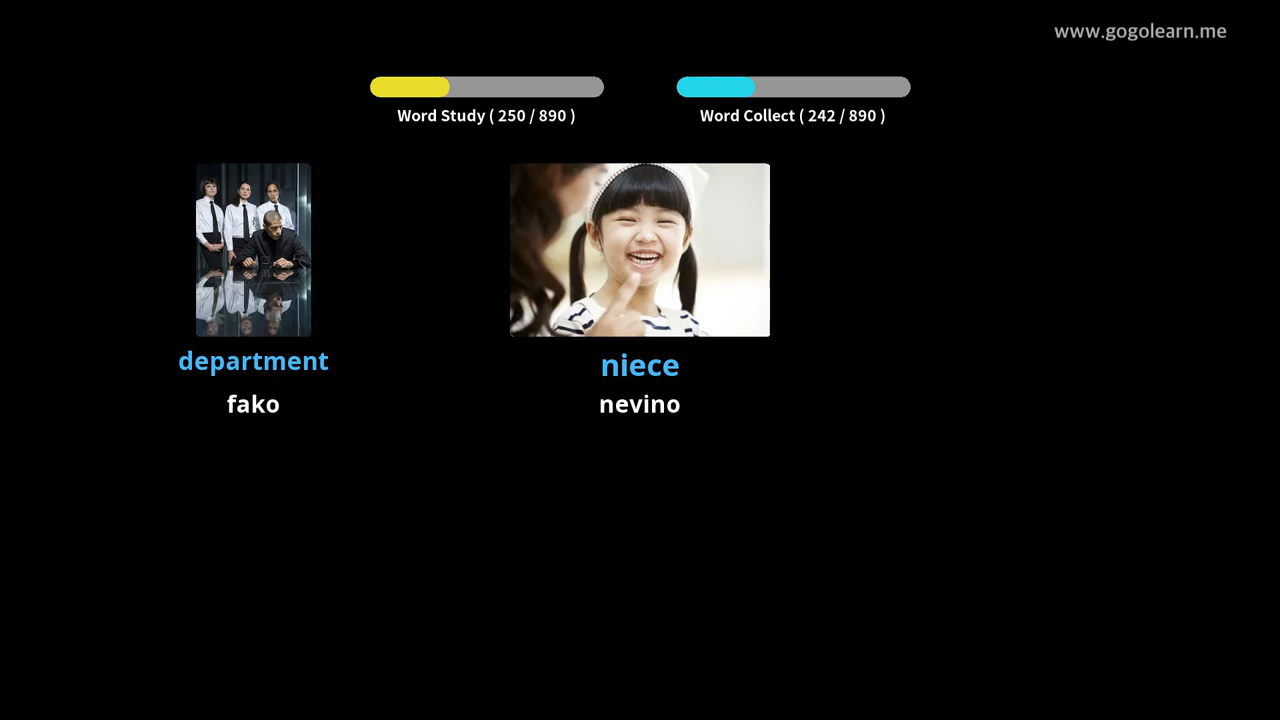 www.gogolearn.me
Word Study ( 250 / 890 )
Word Collect ( 242 / 890 )
department
fako
niece
nevino